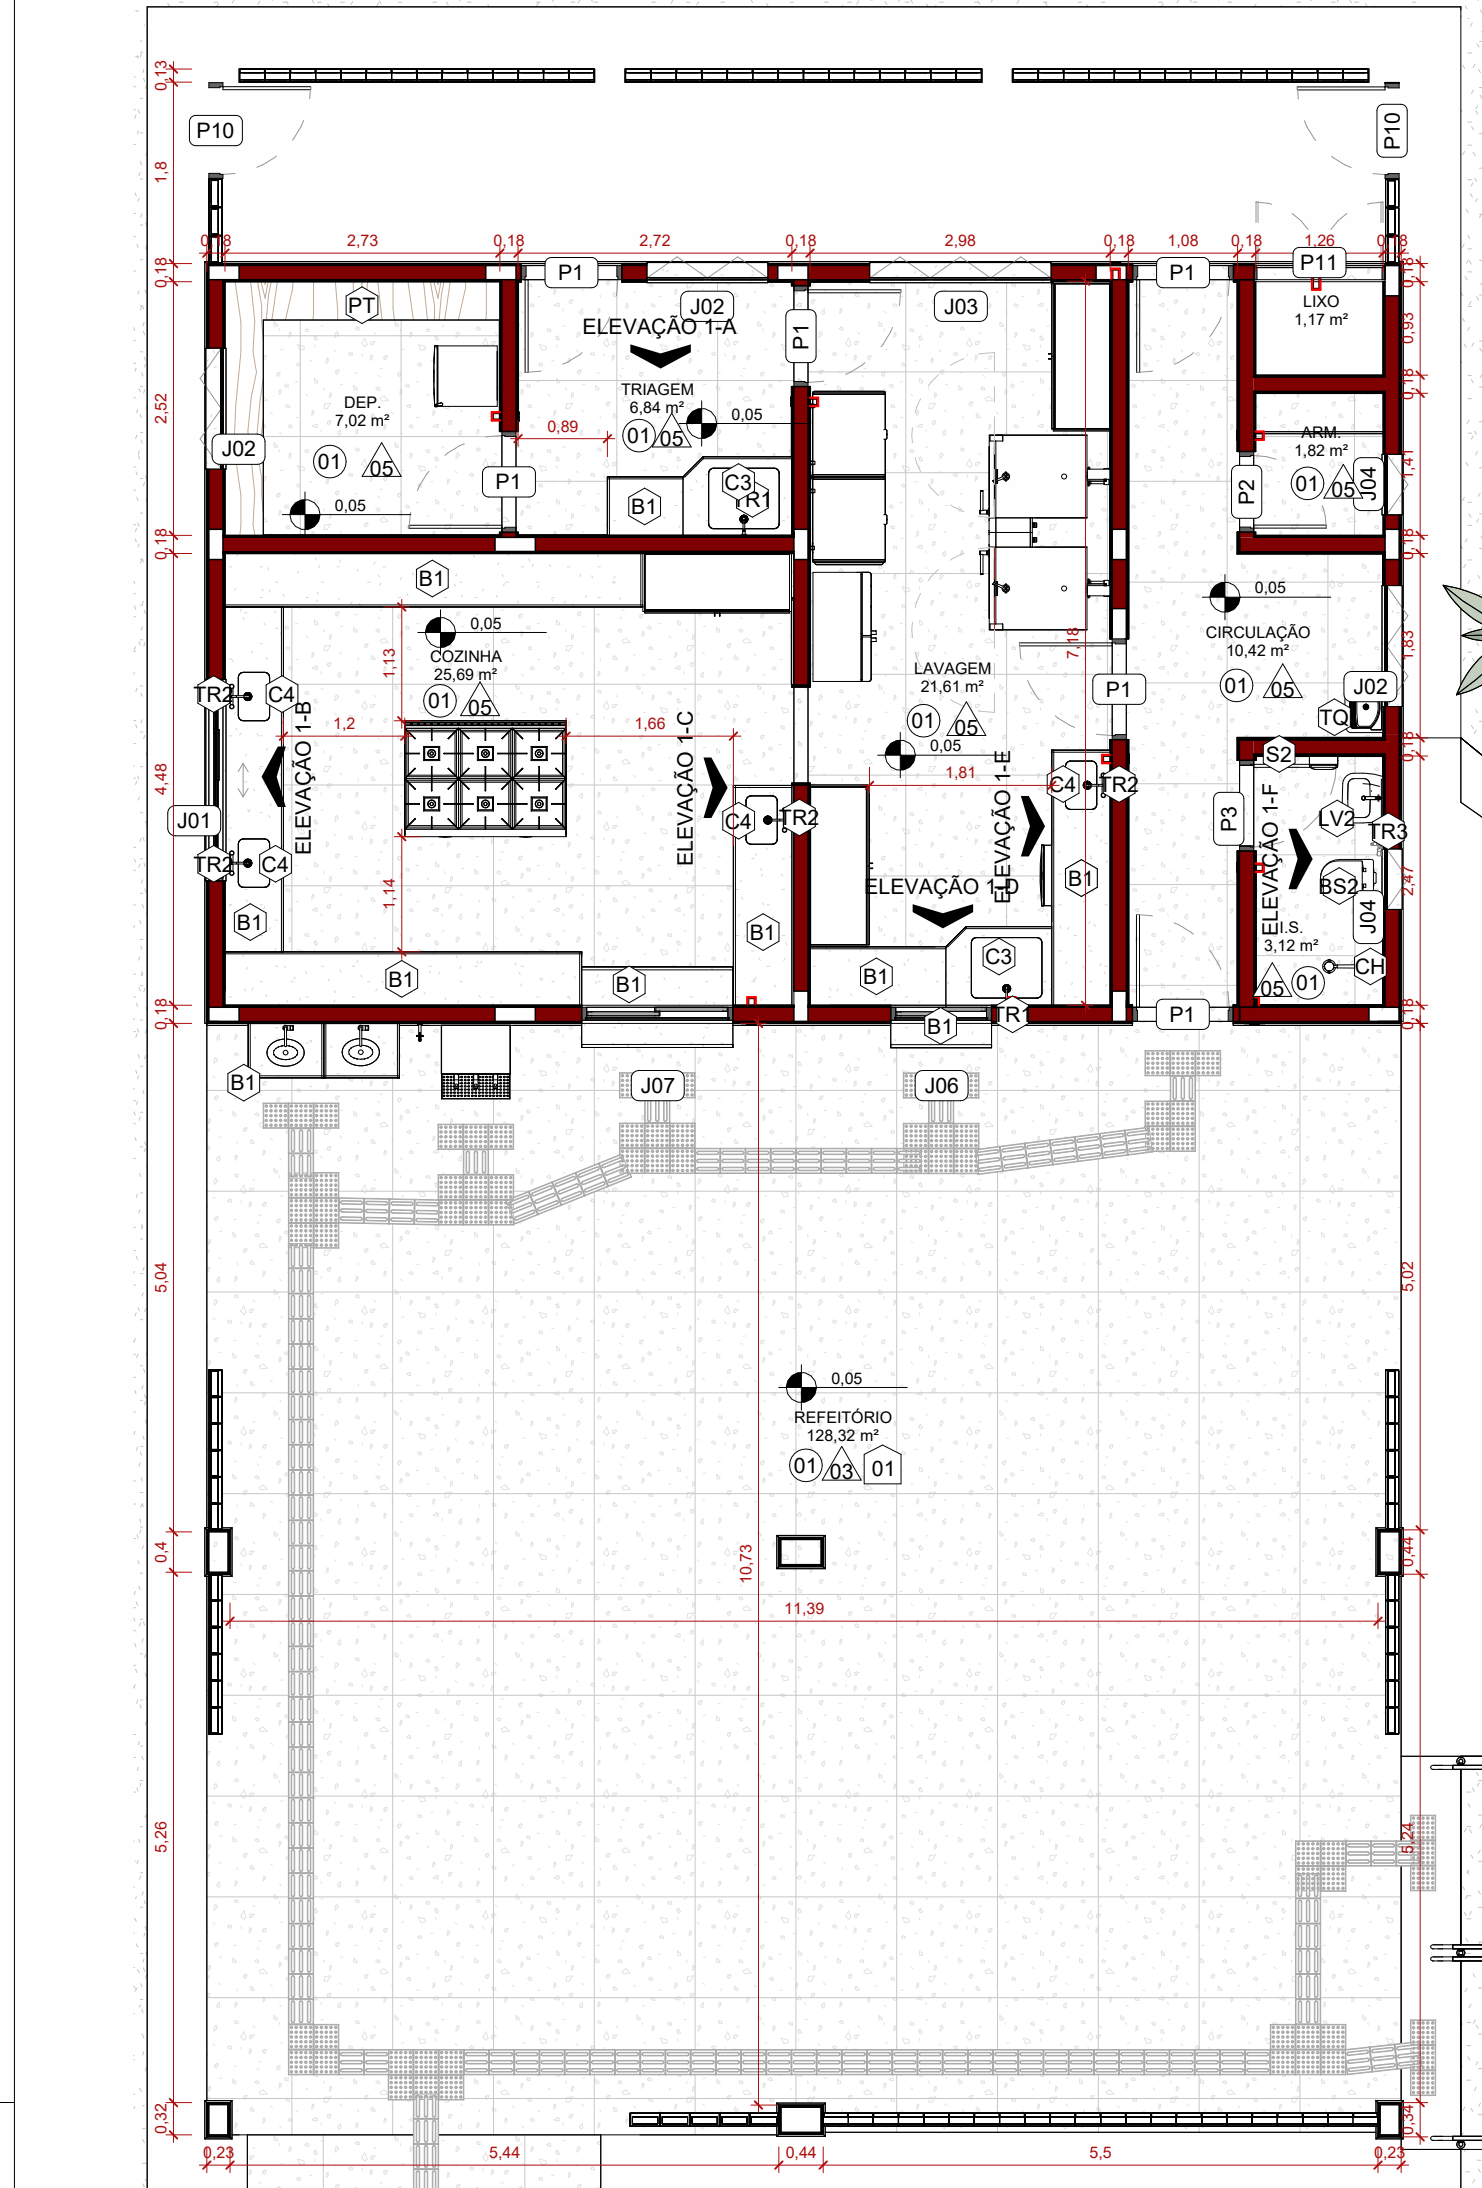 0,13
P10
P10
1,8
0,18
2,73
0,18
2,72
0,18
2,98
0,18
1,08
0,18
1,26
0,18
P11
0,18
P1
P1
0,18
PT
J02
ELEVAÇÃO 1-A
P1
J03
LIXO
1,17 m²
0,93
0,18
TRIAGEM
6,84 m²
0,05
01
05
DEP.
7,02 m²
2,52
0,89
J02
01
05
P1
0,05
B1
C3
TR1
ARM.
1,82 m²
01
05
J04
1,41
P2
0,18
0,18
B1
0,05
COZINHA
25,69 m²
01
05
1,13
0,05
CIRCULAÇÃO
10,42 m²
01
05
1,83
7,18
LAVAGEM
21,61 m²
01
05
0,05
P1
J02
TQ
TR2
C4
ELEVAÇÃO 1-B
1,2
1,66
ELEVAÇÃO 1-C
0,18
S2
4,48
J01
1,81
C4
TR2
ELEVAÇÃO 1-E
P3
ELEVAÇÃO 1-F
LV2
TR3
C4
TR2
TR2
C4
1,14
ELEVAÇÃO 1-D
B1
BS2
J04
2,47
B1
B1
I.S.
3,12 m²
05
01
CH
B1
B1
B1
C3
0,18
B1
TR1
P1
0,18
B1
J07
J06
5,04
5,02
0,05
REFEITÓRIO
128,32 m²
01
03
01
0,4
0,44
10,73
11,39
5,26
5,24
0,32
0,34
0,23
5,44
0,44
5,5
0,23